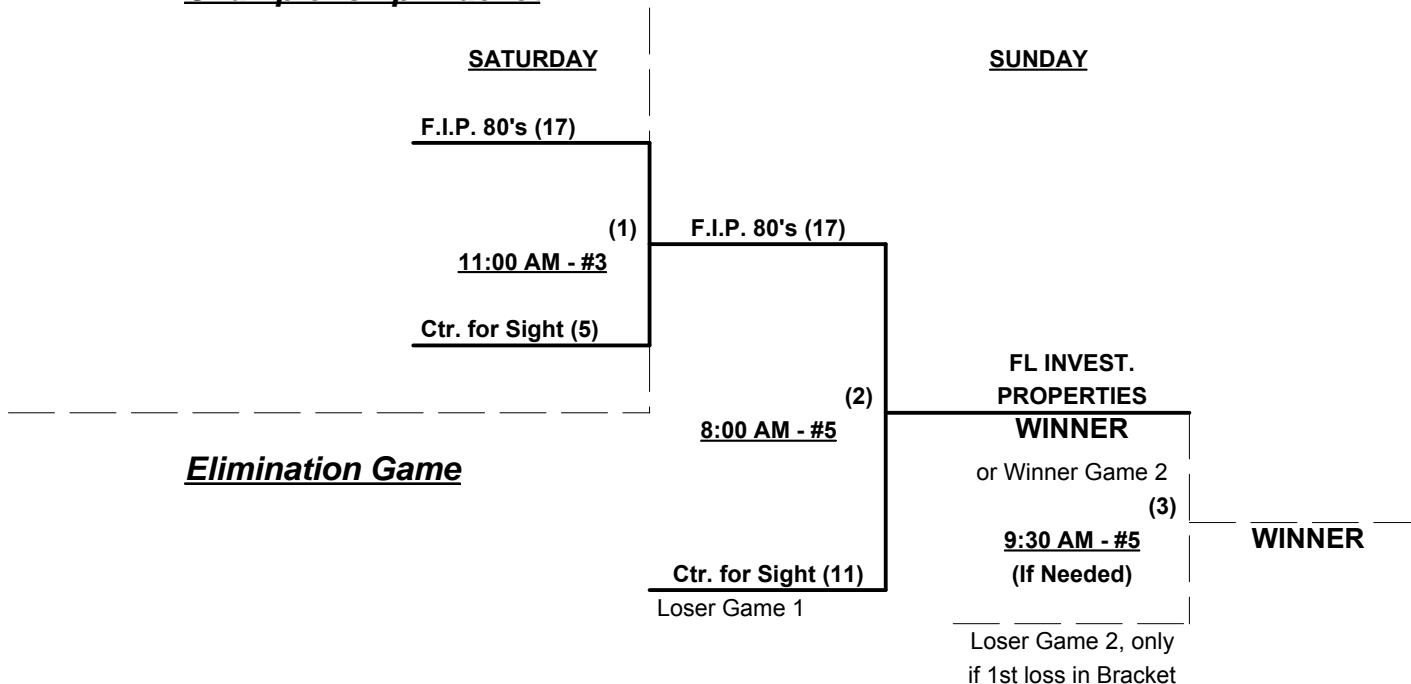 SATURDAY
SUNDAY
F.I.P. 80's (17)
(1)
F.I.P. 80's (17)
11:00 AM - #3
Ctr. for Sight (5)
FL INVEST.
PROPERTIES
(2)
WINNER
8:00 AM - #5
Elimination Game
or Winner Game 2
(3)
9:30 AM - #5
WINNER
(If Needed)
Ctr. for Sight (11)
Loser Game 1
Loser Game 2, only
if 1st loss in Bracket